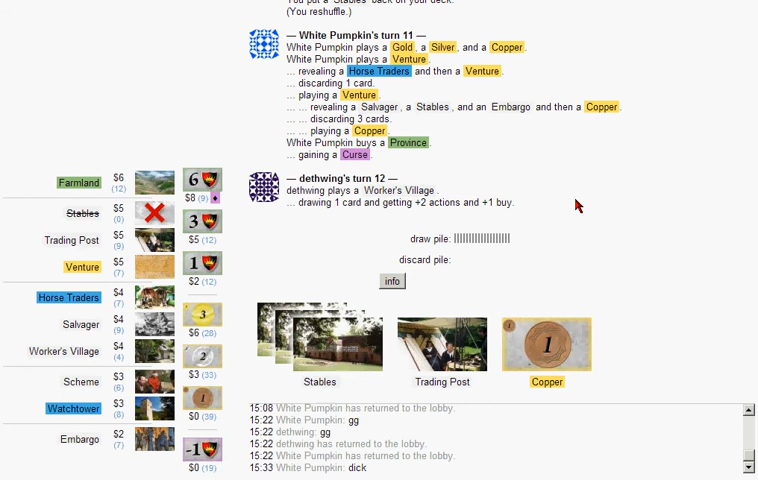 You put a Stables back on your deck.
(You reshuffle.)
— White Pumpkin's turn 11 —
White Pumpkin plays a Gold, a Silver, and a Copper.
White Pumpkin plays a Venture.
... revealing a Horse Traders and then a Venture.
... discarding 1 card.
... playing a Venture.
... ... revealing a Salvager, a Stables, and an Embargo and then a Copper.
... ... discarding 3 cards.
... ... playing a Copper.
White Pumpkin buys a Province.
... gaining a Curse.
— dethwing's turn 12 —
dethwing plays a Worker's Village.
... drawing 1 card and getting +2 actions and +1 buy.
draw pile:
discard pile:
info
Stables
Trading Post
1
1
Copper
Farmland $6 (12)
6
$8 (9)
Stables $5 (0)
3
$5 (12)
Trading Post $5 (9)
1
$2 (12)
Venture $5 (7)
Horse Traders $4 (7)
3
$6 (28)
Salvager $4 (9)
2
$3 (33)
Worker's Village $4 (4)
1
$0 (39)
Scheme $3 (6)
Watchtower $3 (8)
-1
$0 (19)
Embargo $2 (7)
15:08 White Pumpkin has returned to the lobby.
15:22 White Pumpkin: gg
15:22 dethwing: gg
15:22 dethwing has returned to the lobby.
15:22 White Pumpkin has returned to the lobby.
15:33 White Pumpkin: dick